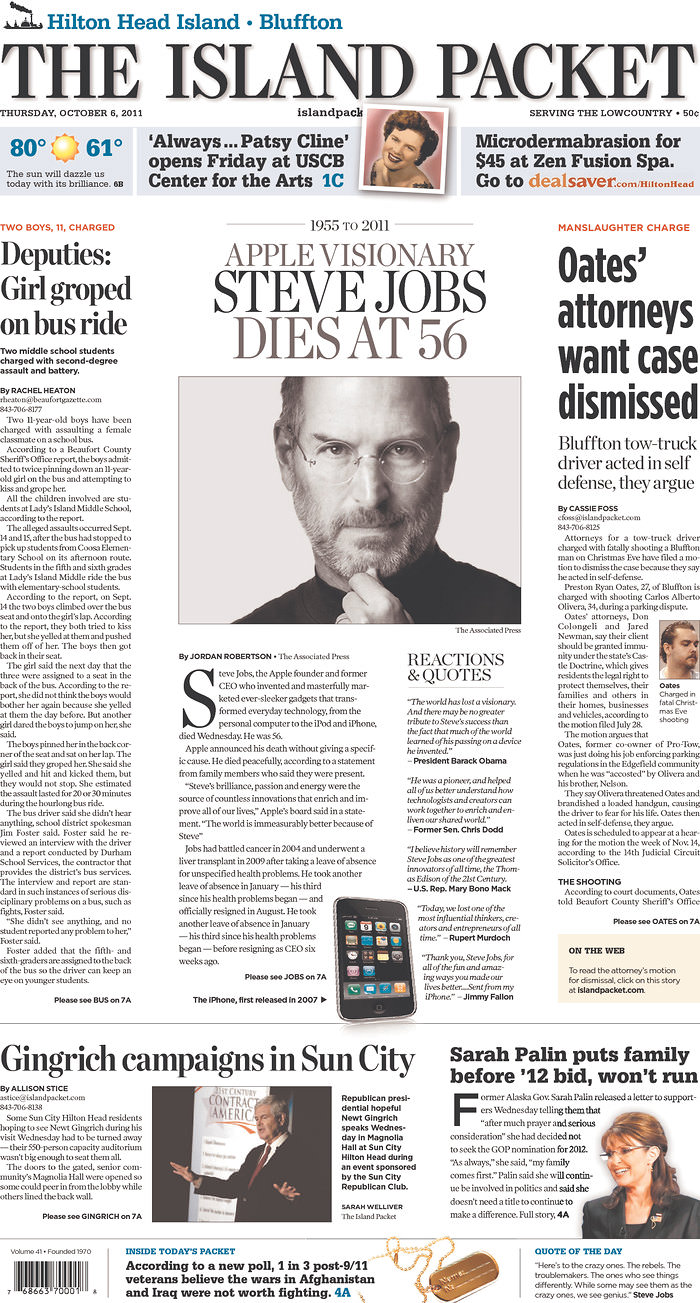 Hilton Head Island • Bluffton
THE ISLAND PACKET
THURSDAY, OCTOBER 6, 2011
islandpack
SERVING THE LOWCOUNTRY • 50¢
80° 61°
The sun will dazzle us
today with its brilliance. 6B
‘Always ... Patsy Cline’
opens Friday at USCB
Center for the Arts 1C
Microdermabrasion for
$45 at Zen Fusion Spa.
Go to dealsaver.com/HiltonHead
TWO BOYS, 11, CHARGED
Deputies:
Girl groped
on bus ride
Two middle school students
charged with second-degree
assault and battery.
By RACHEL HEATON
rheaton@beaufortgazette.com
843-706-8177
Two 11-year-old boys have been
charged with assaulting a female
classmate on a school bus.
According to a Beaufort County
Sheriff’s Office report, the boys admit-
ted to twice pinning down an 11-year-
old girl on the bus and attempting to
kiss and grope her.
All the children involved are stu-
dents at Lady’s Island Middle School,
according to the report.
The alleged assaults occurred Sept.
14 and 15, after the bus had stopped to
pick up students from Coosa Elemen-
tary School on its afternoon route.
Students in the fifth and sixth grades
at Lady’s Island Middle ride the bus
with elementary-school students.
According to the report, on Sept.
14 the two boys climbed over the bus
seat and onto the girl’s lap. According
to the report, they both tried to kiss
her, but she yelled at them and pushed
them off of her. The boys then got
back in their seat.
The girl said the next day that the
three were assigned to a seat in the
back of the bus. According to the re-
port, she did not think the boys would
bother her again because she yelled
at them the day before. But another
girl dared the boys to jump on her, she
said.
The boys pinned her in the back cor-
ner of the seat and sat on her lap. The
girl said they groped her. She said she
yelled and hit and kicked them, but
they would not stop. She estimated
the assault lasted for 20 or 30 minutes
during the hourlong bus ride.
The bus driver said she didn’t hear
anything, school district spokesman
Jim Foster said. Foster said he re-
viewed an interview with the driver
and a report conducted by Durham
School Services, the contractor that
provides the district’s bus services.
The interview and report are stan-
dard in such instances of serious dis-
ciplinary problems on a bus, such as
fights, Foster said.
“She didn’t see anything, and no
student reported any problem to her,”
Foster said.
Foster added that the fifth- and
sixth-graders are assigned to the back
of the bus so the driver can keep an
eye on younger students.
Please see BUS on 7A
1955 TO 2011
APPLE VISIONARY
STEVE JOBS
DIES AT 56
The Associated Press
By JORDAN ROBERTSON • The Associated Press
Steve Jobs, the Apple founder and former
CEO who invented and masterfully mar-
keted ever-sleeker gadgets that trans-
formed everyday technology, from the
personal computer to the iPod and iPhone,
died Wednesday. He was 56.
Apple announced his death without giving a specif-
ic cause. He died peacefully, according to a statement
from family members who said they were present.
“Steve’s brilliance, passion and energy were the
source of countless innovations that enrich and im-
prove all of our lives,” Apple’s board said in a state-
ment. “The world is immeasurably better because of
Steve”
Jobs had battled cancer in 2004 and underwent a
liver transplant in 2009 after taking a leave of absence
for unspecified health problems. He took another
leave of absence in January — his third
since his health problems began — and
officially resigned in August. He took
another leave of absence in January
— his third since his health problems
began — before resigning as CEO six
weeks ago.
Please see JOBS on 7A
The iPhone, first released in 2007 ▶
REACTIONS
& QUOTES
“The world has lost a visionary.
And there may be no greater
tribute to Steve’s success than
the fact that much of the world
learned of his passing on a device
he invented.”
– President Barack Obama
“He was a pioneer, and helped
all of us better understand how
technologists and creators can
work together to enrich and en-
liven our shared world.”
– Former Sen. Chris Dodd
“I believe history will remember
Steve Jobs as one of the greatest
innovators of all time, the Thom-
as Edison of the 21st Century.
– U.S. Rep. Mary Bono Mack
“Today, we lost one of the
most influential thinkers, cre-
ators and entrepreneurs of all
time.” – Rupert Murdoch
“Thank you, Steve Jobs, for
all of the fun and amaz-
ing ways you made our
lives better....Sent from my
iPhone.” – Jimmy Fallon
MANSLAUGHTER CHARGE
Oates’
attorneys
want case
dismissed
Bluffton tow-truck
driver acted in self
defense, they argue
By CASSIE FOSS
cfoss@islandpacket.com
843-706-8125
Attorneys for a tow-truck driver
charged with fatally shooting a Bluffton
man on Christmas Eve have filed a mo-
tion to dismiss the case because they say
he acted in self-defense.
Preston Ryan Oates, 27, of Bluffton is
charged with shooting Carlos Alberto
Olivera, 34, during a parking dispute.
Oates’ attorneys, Don
Colongeli and Jared
Newman, say their client
should be granted immu-
nity under the state’s Cas-
tle Doctrine, which gives
residents the legal right to
protect themselves, their
families and others in
their homes, businesses
and vehicles, according to
the motion filed July 28.
Oates
Charged in
fatal Christ-
mas Eve
shooting
The motion argues that
Oates, former co-owner of Pro-Tow,
was just doing his job enforcing parking
regulations in the Edgefield community
when he was “accosted” by Olivera and
his brother, Nelson.
They say Olivera threatened Oates and
brandished a loaded handgun, causing
the driver to fear for his life. Oates then
acted in self-defense, they argue.
Oates is scheduled to appear at a hear-
ing for the motion the week of Nov. 14,
according to the 14th Judicial Circuit
Solicitor’s Office.
THE SHOOTING
According to court documents, Oates
told Beaufort County Sheriff’s Office
Please see OATES on 7A
ON THE WEB
To read the attorney’s motion
for dismissal, click on this story
at islandpacket.com.
Gingrich campaigns in Sun City
By ALLISON STICE
astice@islandpacket.com
843-706-8138
Some Sun City Hilton Head residents
hoping to see Newt Gingrich during his
visit Wednesday had to be turned away
— their 550-person capacity auditorium
wasn’t big enough to seat them all.
The doors to the gated, senior com-
munity’s Magnolia Hall were opened so
some could peer in from the lobby while
others lined the back wall.
Please see GINGRICH on 7A
21ST CENTURY
CONTRACT
AMERICA
Republican presi-
dential hopeful
Newt Gingrich
speaks Wednes-
day in Magnolia
Hall at Sun City
Hilton Head during
an event sponsored
by the Sun City
Republican Club.
SARAH WELLIVER
The Island Packet
Sarah Palin puts family
before ’12 bid, won’t run
Former Alaska Gov. Sarah Palin released a letter to support-
ers Wednesday telling them that
“after much prayer and serious
consideration” she had decided not
to seek the GOP nomination for 2012.
“As always,” she said, “my family
comes first.” Palin said she will contin-
ue be involved in politics and said she
doesn’t need a title to continue to
make a difference. Full story, 4A
Volume 41 • Founded 1970
7 68663 70001 8
INSIDE TODAY’S PACKET
According to a new poll, 1 in 3 post-9/11
veterans believe the wars in Afghanistan
and Iraq were not worth fighting. 4A
QUOTE OF THE DAY
“Here’s to the crazy ones. The rebels. The
troublemakers. The ones who see things
differently. While some may see them as the
crazy ones, we see genius.” Steve Jobs